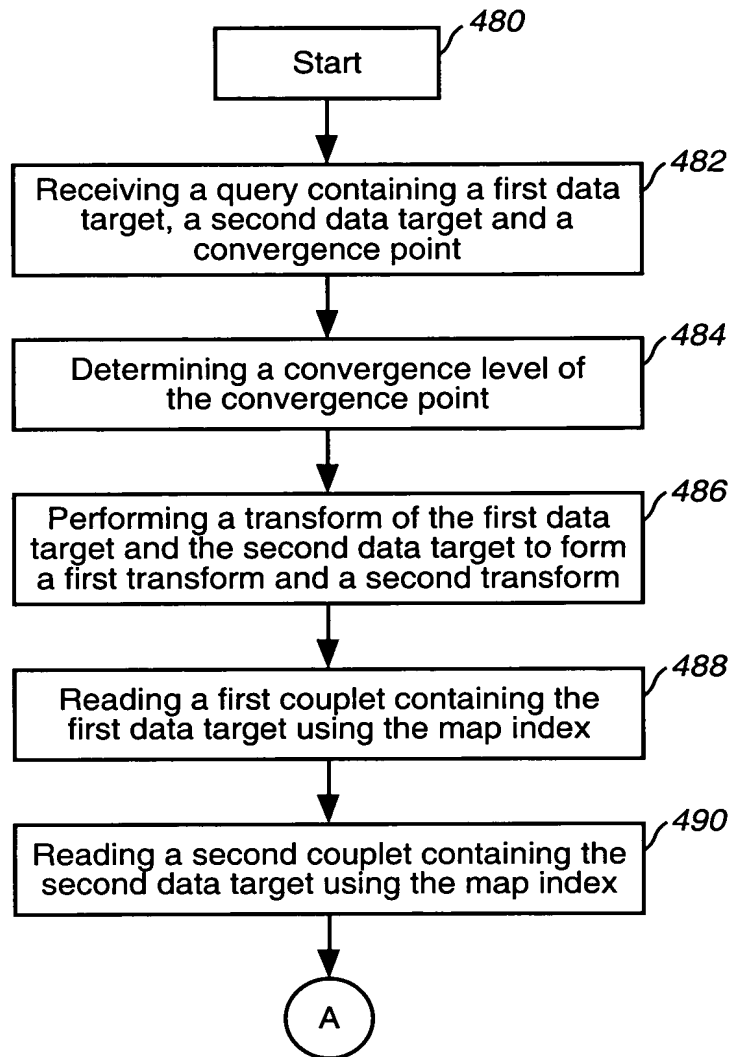 480
Start
482
Receiving a query containing a first data
target, a second data target and a
convergence point
484
Determining a convergence level of
the convergence point
486
Performing a transform of the first data
target and the second data target to form
a first transform and a second transform
488
Reading a first couplet containing the
first data target using the map index
490
Reading a second couplet containing the
second data target using the map index
A